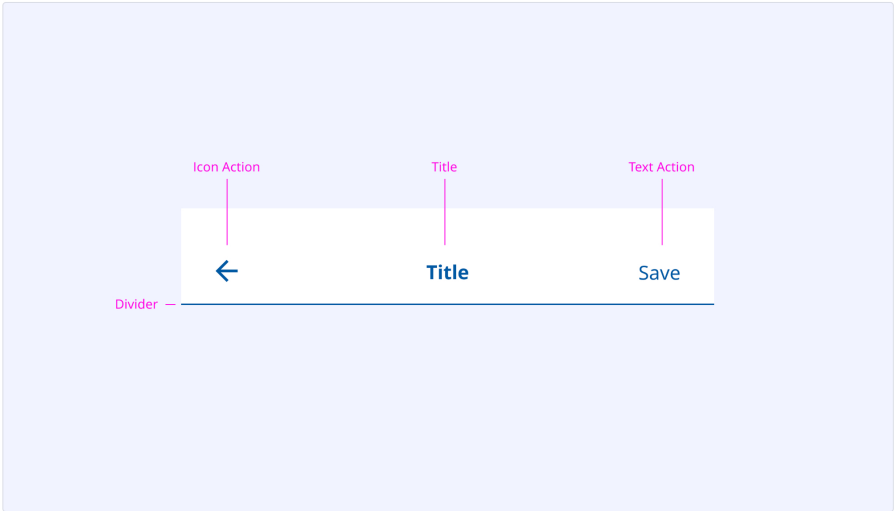 Icon Action
Title
Text Action
Title
Save
Divider